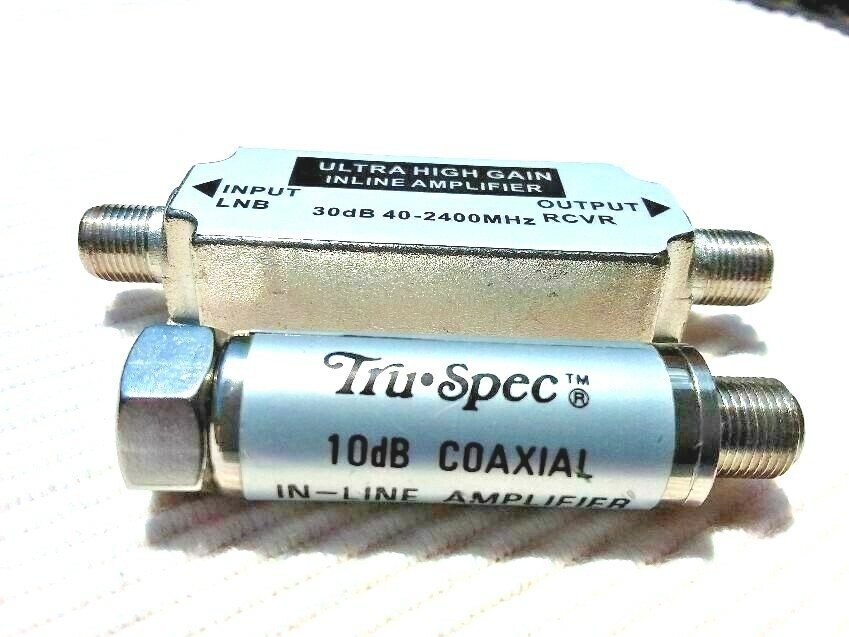 ULTRA HIGH GAIN
INLINE AMPLIFIER
INPUT
LNB
30dB 40-2400MHz
OUTPUT
RCVR
Tru•Spec™®
10dB COAXIAL
IN-LINE AMPLIFIER